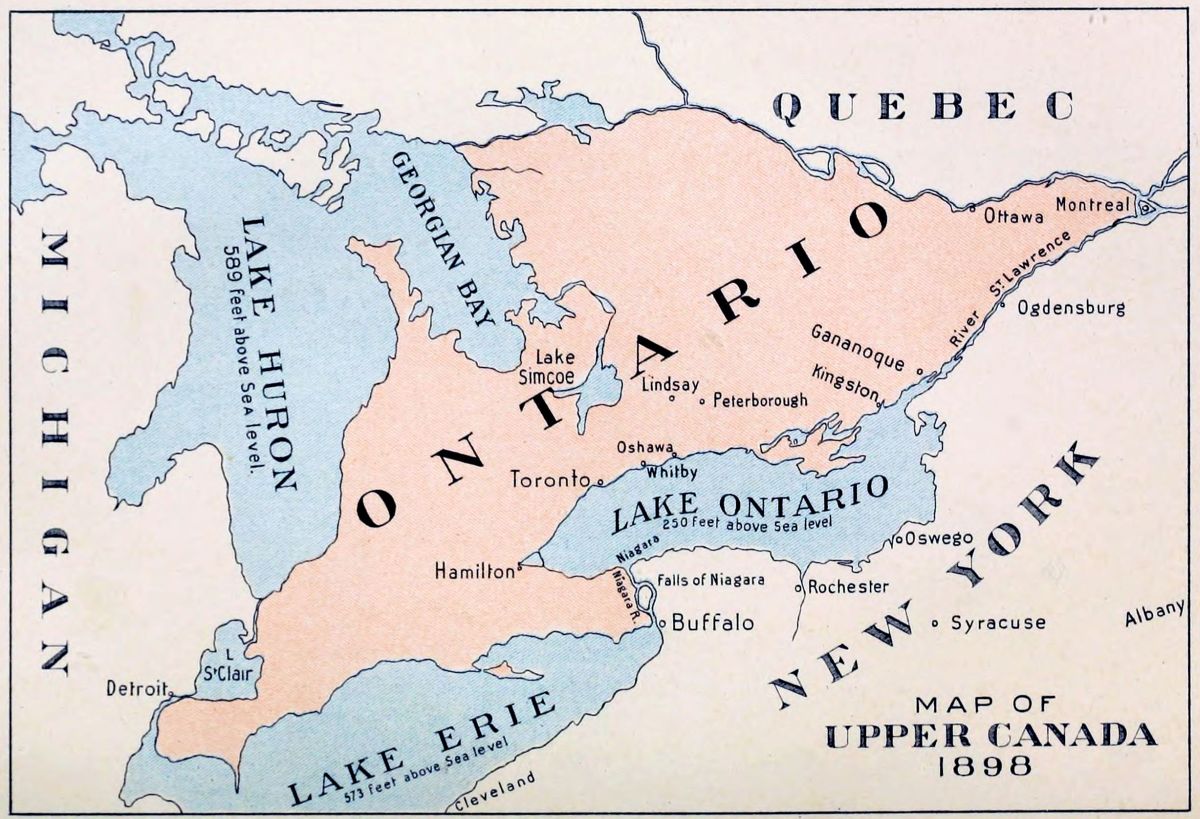 QUEBEC
GEORGIAN BAY
Ottawa
Montreal
LAKE HURON
589 feet above Sea level.
MICHIGAN
ONTARIO
River St. Lawrence
Ogdensburg
Gananoque
Kingston
Lake
Simcoe
Lindsay
Peterborough
Oshawa
Whitby
Toronto
LAKE ONTARIO
250 feet above Sea level
Oswego
NEW YORK
Niagara
Hamilton
Niagara R.
Falls of Niagara
Rochester
Buffalo
Syracuse
Albany
L
St Clair
Detroit
LAKE ERIE
573 feet above Sea level
Cleveland
MAP OF
UPPER CANADA
1898